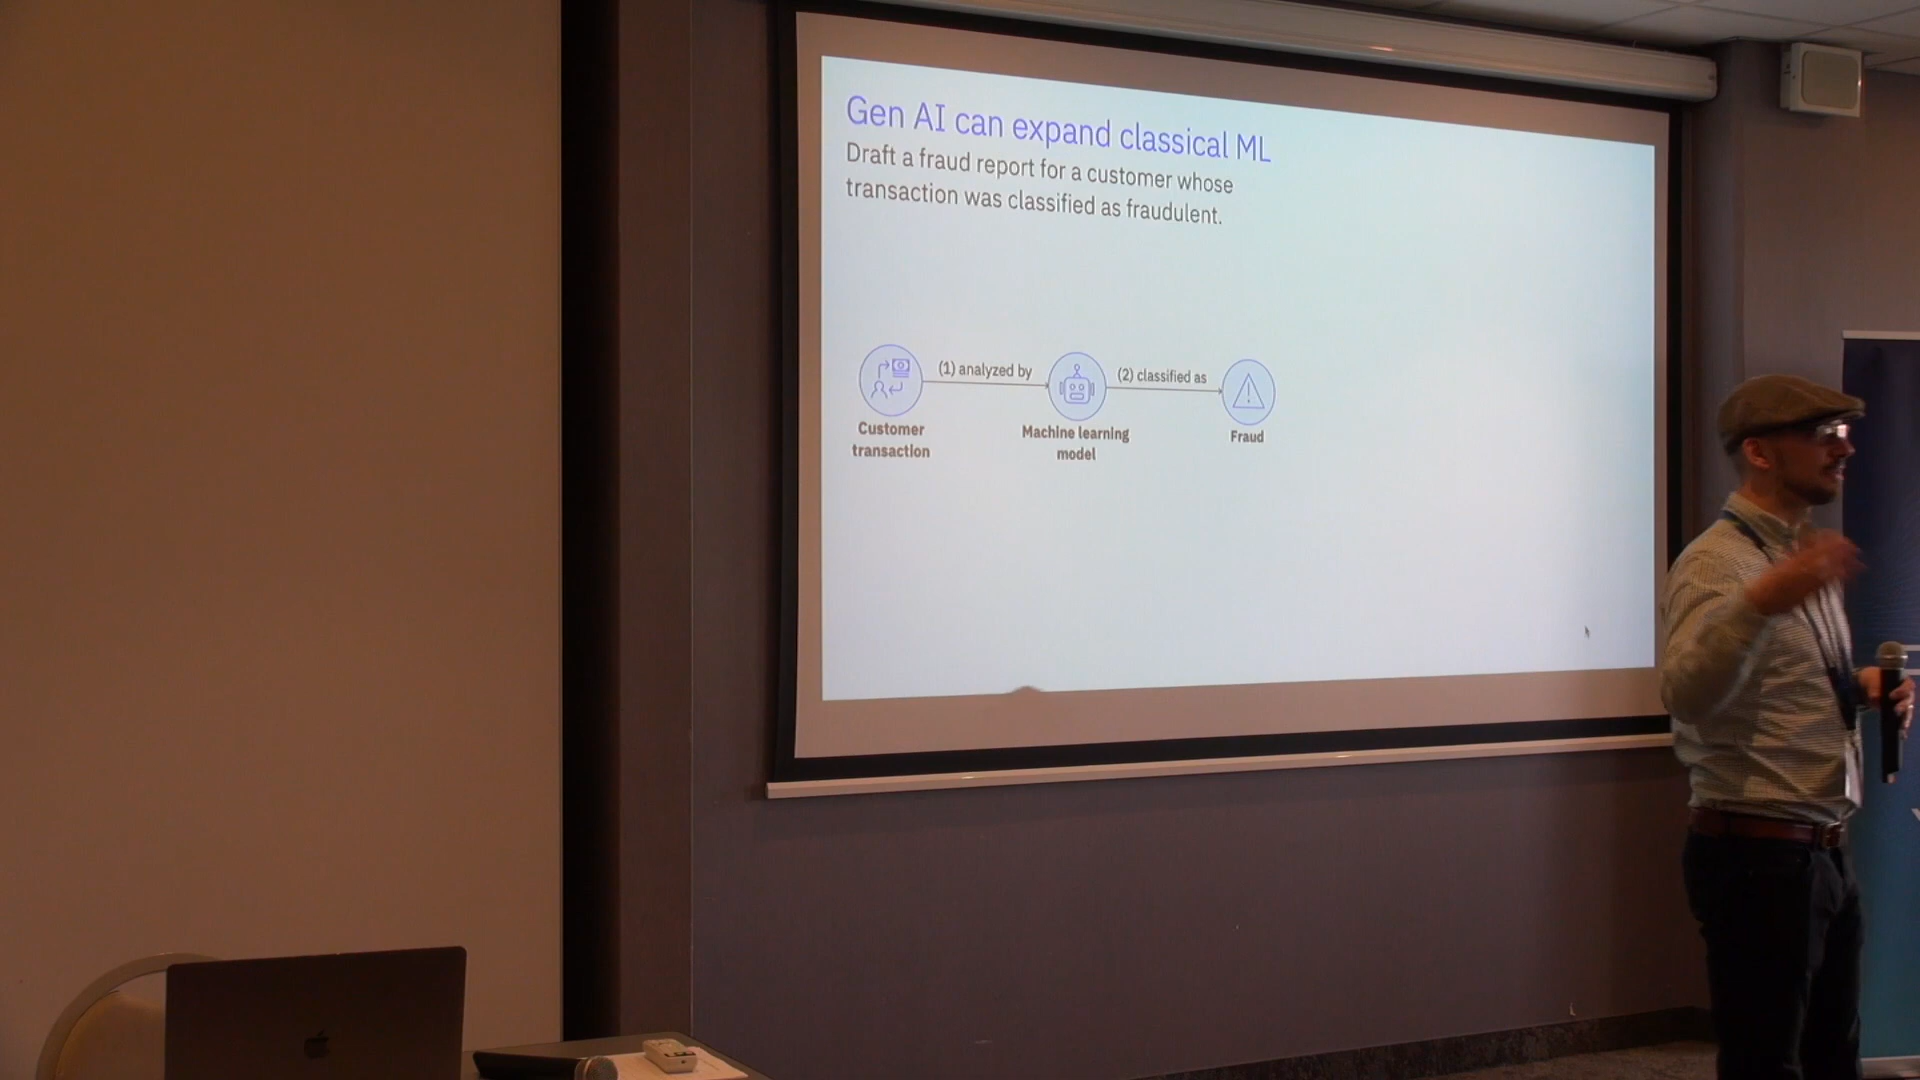 Gen AI can expand classical ML
Draft a fraud report for a customer whose
transaction was classified as fraudulent.
(1) analyzed by
(2) classified as
Customer
transaction
Machine learning
model
Fraud